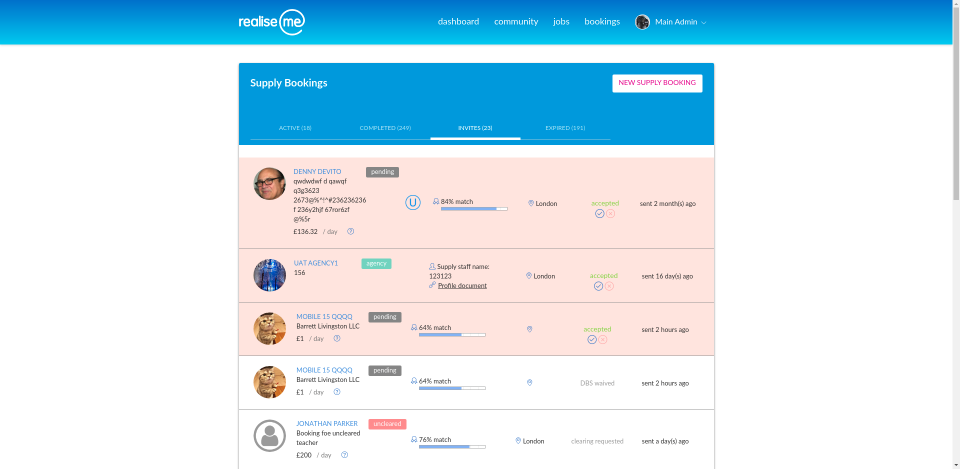 realise me
dashboard community jobs bookings Main Admin
Supply Bookings
NEW SUPPLY BOOKING
ACTIVE (18) COMPLETED (249) INVITES (23) EXPIRED (191)
DENNY DEVITO pending
qwdwdwf d qawqf
q3g3623
2673@%^!^#236236236
f 236y2hjf 67ror6zf
@%5r
£136.32 / day ?
U
84% match
London
accepted
sent 2 month(s) ago
UAT AGENCY1 agency
156
Supply staff name:
123123
Profile document
London
accepted
sent 16 day(s) ago
MOBILE 15 QQQQ pending
Barrett Livingston LLC
£1 / day ?
64% match
accepted
sent 2 hours ago
MOBILE 15 QQQQ pending
Barrett Livingston LLC
£1 / day ?
64% match
DBS waived
sent 2 hours ago
JONATHAN PARKER uncleared
Booking foe uncleared
teacher
£200 / day ?
76% match
London
clearing requested
sent a day(s) ago